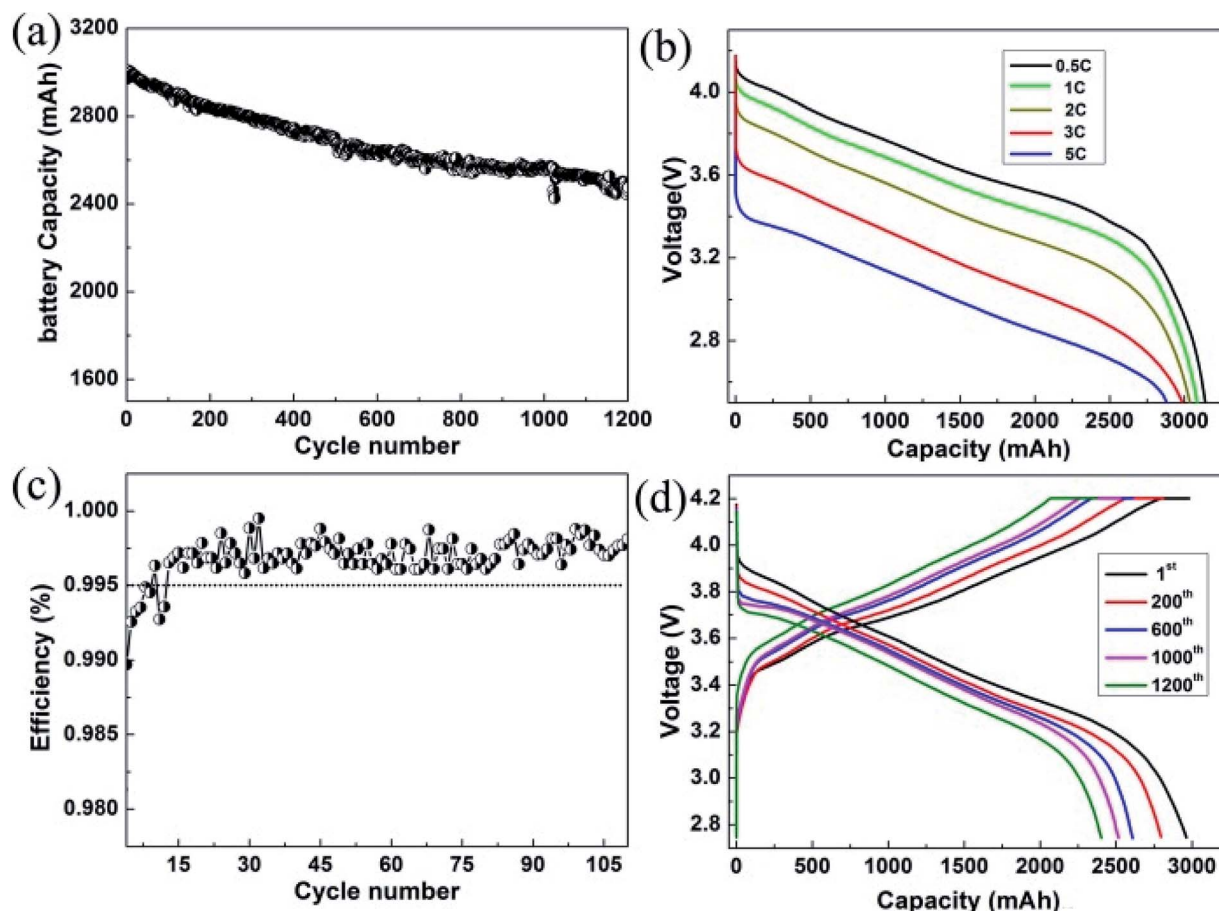 (a)
3200
2800
2400
2000
1600
battery Capacity (mAh)
0 200 400 600 800 1000 1200
Cycle number
(b)
4.0
3.6
3.2
2.8
Voltage(V)
0.5C
1C
2C
3C
5C
0 500 1000 1500 2000 2500 3000
Capacity (mAh)
(c)
1.000
0.995
0.990
0.985
0.980
Efficiency (%)
15 30 45 60 75 90 105
Cycle number
(d)
4.2
4.0
3.8
3.6
3.4
3.2
3.0
2.8
Voltage (V)
1st
200th
600th
1000th
1200th
0 500 1000 1500 2000 2500 3000
Capacity (mAh)